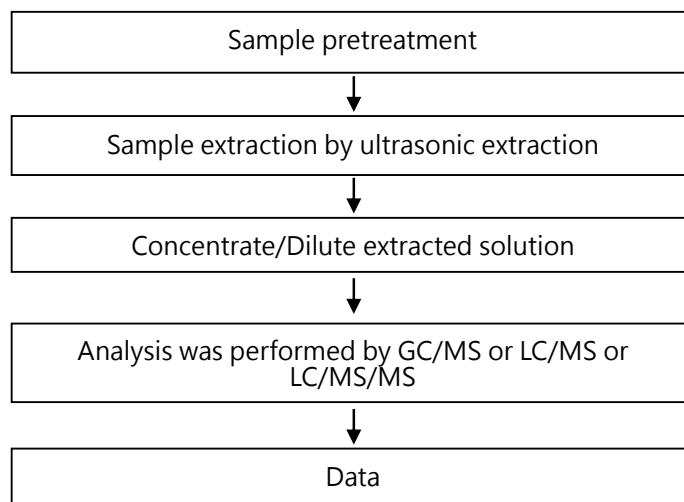 Sample pretreatment
Sample extraction by ultrasonic extraction
Concentrate/Dilute extracted solution
Analysis was performed by GC/MS or LC/MS or
LC/MS/MS
Data